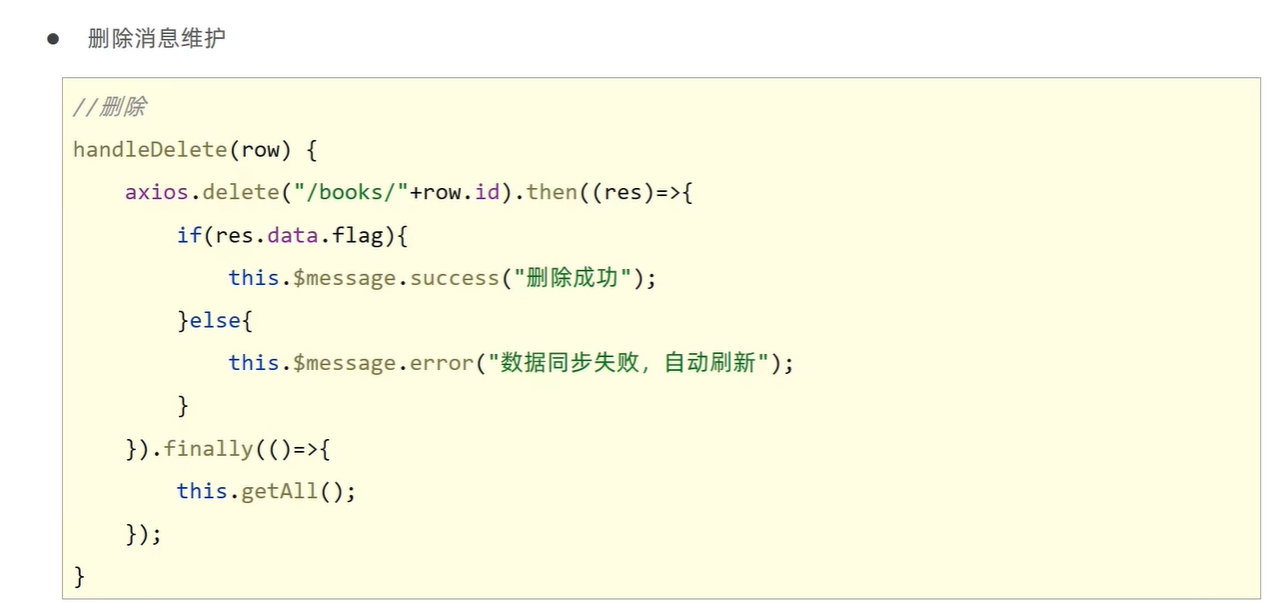 ● 删除消息维护
//删除
handleDelete(row) {
    axios.delete("/books/"+row.id).then((res)=>{
        if(res.data.flag){
            this.$message.success("删除成功");
        }else{
            this.$message.error("数据同步失败，自动刷新");
        }
    }).finally(()=>{
        this.getAll();
    });
}